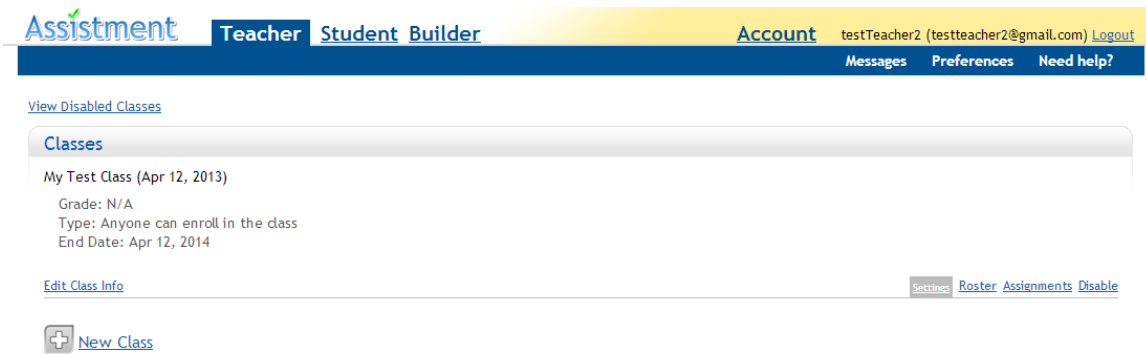 Assistment Teacher Student Builder Account testTeacher2 (testteacher2@gmail.com) Logout
Messages Preferences Need help?
View Disabled Classes
Classes
My Test Class (Apr 12, 2013)
Grade: N/A
Type: Anyone can enroll in the class
End Date: Apr 12, 2014
Edit Class Info Settings Roster Assignments Disable
New Class